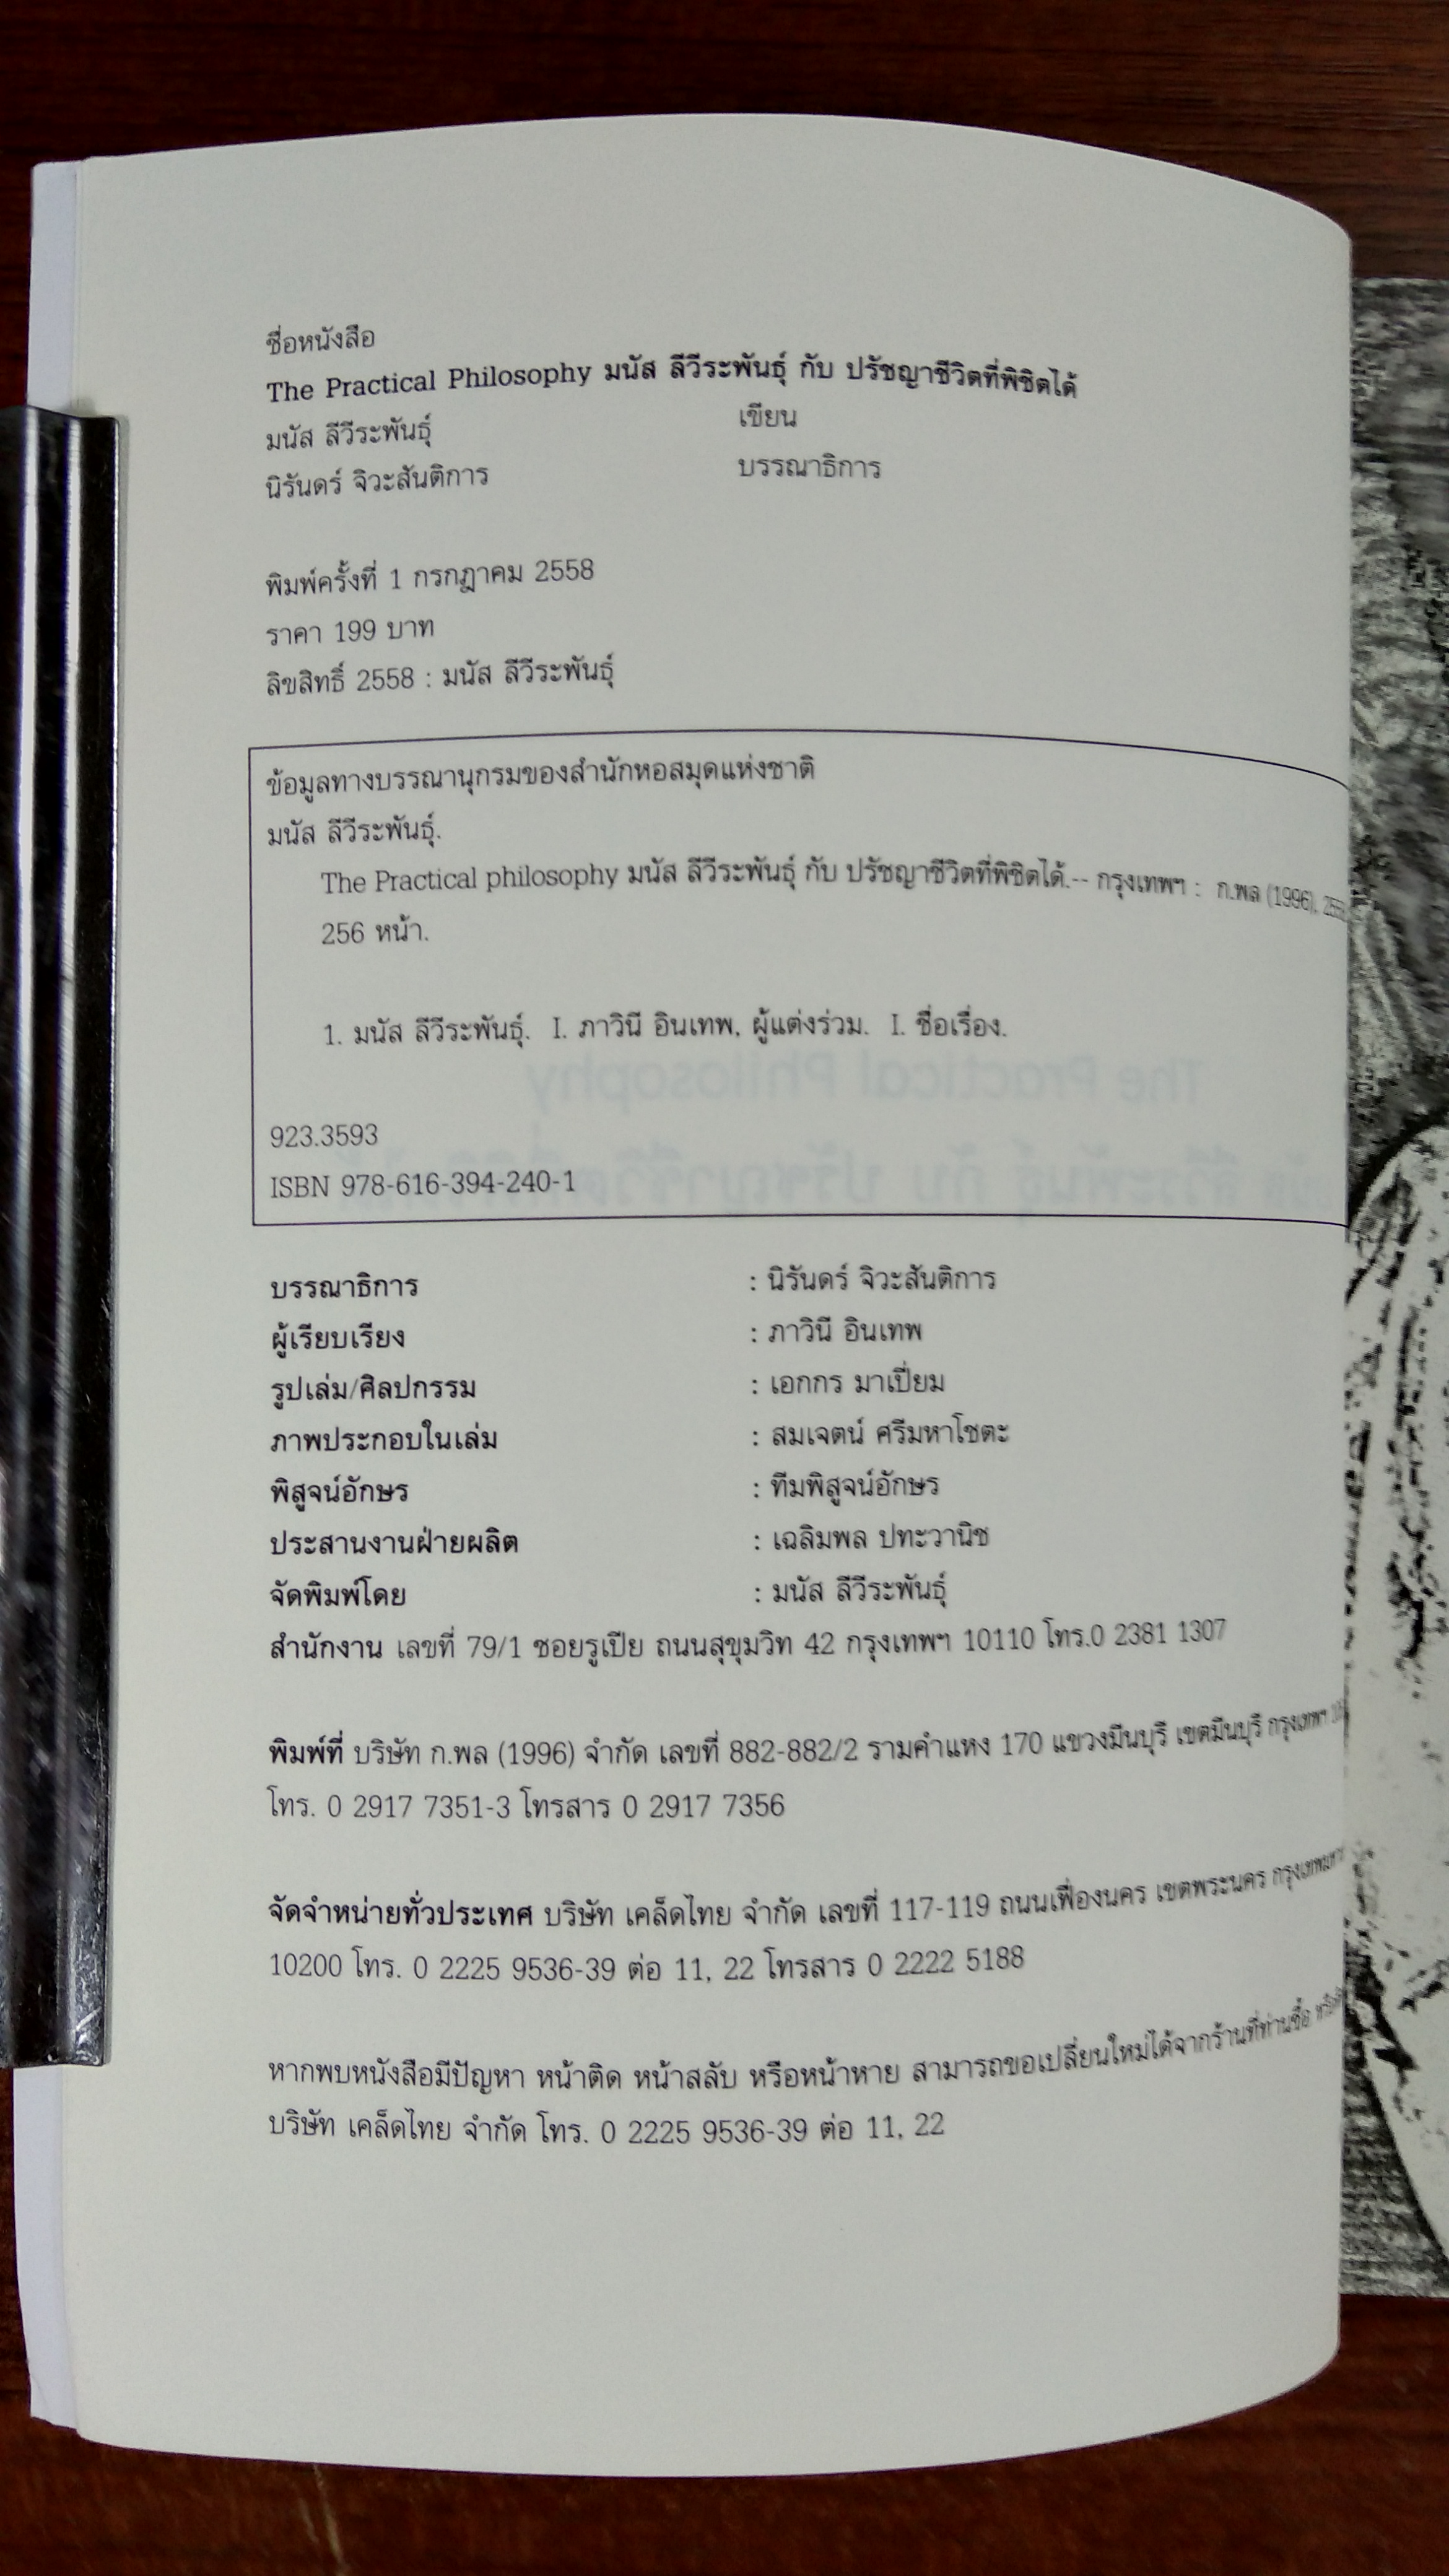 ชื่อหนังสือ
The Practical Philosophy มนัส ลีวีระพันธุ์ กับ ปรัชญาชีวิตที่พิชิตได้
มนัส ลีวีระพันธุ์ เขียน
นิรันดร์ จิวะสันติการ บรรณาธิการ
พิมพ์ครั้งที่ 1 กรกฎาคม 2558
ราคา 199 บาท
ลิขสิทธิ์ 2558 : มนัส ลีวีระพันธุ์
ข้อมูลทางบรรณานุกรมของสำนักหอสมุดแห่งชาติ
มนัส ลีวีระพันธุ์.
The Practical philosophy มนัส ลีวีระพันธุ์ กับ ปรัชญาชีวิตที่พิชิตได้.-- กรุงเทพฯ : ก.พล (1996),
256 หน้า.
1. มนัส ลีวีระพันธุ์. I. ภาวินี อินเทพ, ผู้แต่งร่วม. I. ชื่อเรื่อง.
923.3593
ISBN 978-616-394-240-1
บรรณาธิการ : นิรันดร์ จิวะสันติการ
ผู้เรียบเรียง : ภาวินี อินเทพ
รูปเล่ม/ศิลปกรรม : เอกกร มาเปี่ยม
ภาพประกอบในเล่ม : สมเจตน์ ศรีมหาโชตะ
พิสูจน์อักษร : ทีมพิสูจน์อักษร
ประสานงานฝ่ายผลิต : เฉลิมพล ปทะวานิช
จัดพิมพ์โดย : มนัส ลีวีระพันธุ์
สำนักงาน เลขที่ 79/1 ซอยรูเปีย ถนนสุขุมวิท 42 กรุงเทพฯ 10110 โทร.0 2381 1307
พิมพ์ที่ บริษัท ก.พล (1996) จำกัด เลขที่ 882-882/2 รามคำแหง 170 แขวงมีนบุรี เขตมีนบุรี กรุงเทพฯ
โทร. 0 2917 7351-3 โทรสาร 0 2917 7356
จัดจำหน่ายทั่วประเทศ บริษัท เคล็ดไทย จำกัด เลขที่ 117-119 ถนนเฟื่องนคร เขตพระนคร
10200 โทร. 0 2225 9536-39 ต่อ 11, 22 โทรสาร 0 2222 5188
หากพบหนังสือมีปัญหา หน้าติด หน้าสลับ หรือหน้าหาย สามารถขอเปลี่ยนใหม่ได้จากร้านที่ท่านซื้อ
บริษัท เคล็ดไทย จำกัด โทร. 0 2225 9536-39 ต่อ 11, 22